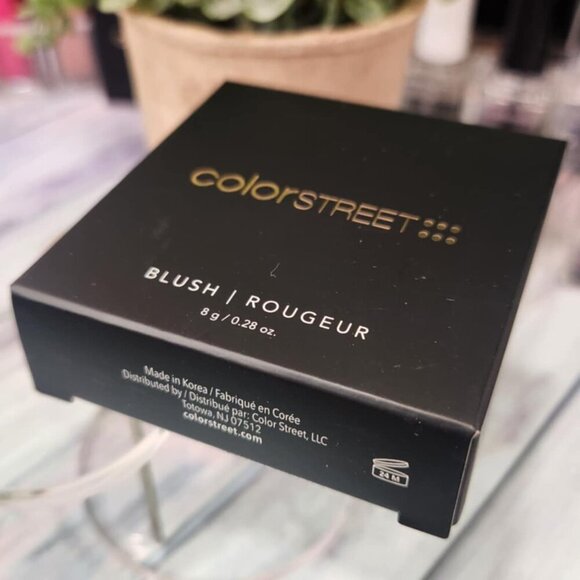 colorSTREET
BLUSH | ROUGEUR
8 g / 0.28 oz.
Made in Korea / Fabriqué en Corée
Distributed by / Distribué par: Color Street, LLC
Totowa, NJ 07512
colorstreet.com
24 M